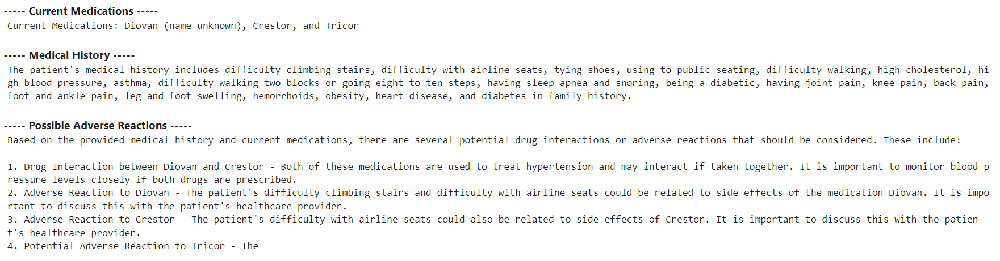 ----- Current Medications -----
Current Medications: Diovan (name unknown), Crestor, and Tricor
----- Medical History -----
The patient's medical history includes difficulty climbing stairs, difficulty with airline seats, tying shoes, using to public seating, difficulty walking, high cholesterol, hi
gh blood pressure, asthma, difficulty walking two blocks or going eight to ten steps, having sleep apnea and snoring, being a diabetic, having joint pain, knee pain, back pain,
foot and ankle pain, leg and foot swelling, hemorrhoids, obesity, heart disease, and diabetes in family history.
----- Possible Adverse Reactions -----
Based on the provided medical history and current medications, there are several potential drug interactions or adverse reactions that should be considered. These include:
1. Drug Interaction between Diovan and Crestor - Both of these medications are used to treat hypertension and may interact if taken together. It is important to monitor blood p
ressure levels closely if both drugs are prescribed.
2. Adverse Reaction to Diovan - The patient's difficulty climbing stairs and difficulty with airline seats could be related to side effects of the medication Diovan. It is impo
rtant to discuss this with the patient's healthcare provider.
3. Adverse Reaction to Crestor - The patient's difficulty with airline seats could also be related to side effects of Crestor. It is important to discuss this with the patien
t's healthcare provider.
4. Potential Adverse Reaction to Tricor - The